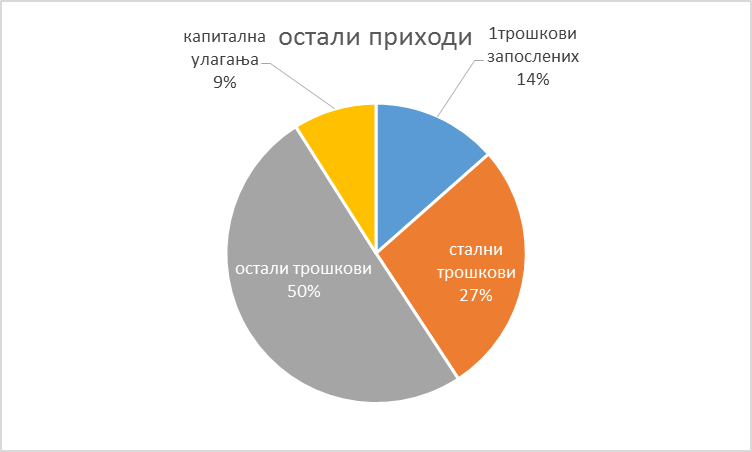 остали приходи
капитална
улагања
9%
1трошкови
запослених
14%
стални
трошкови
27%
остали трошкови
50%